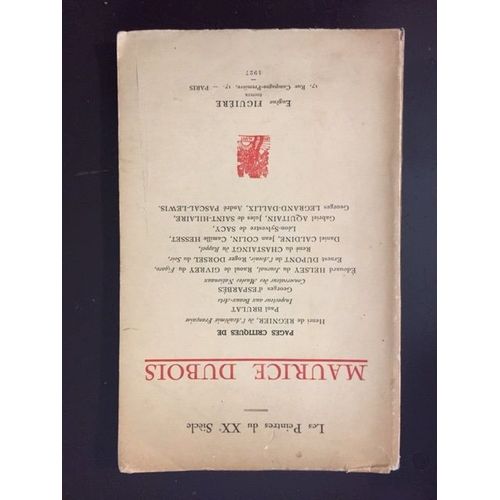 Les Peintres du XXe Siècle
MAURICE DUBOIS
PAGES CRITIQUES DE
Henri de REGNIER, de l'Académie Française
Paul BRULAT
Inspecteur aux Beaux-Arts
Georges d'ESPARBÈS
Conservateur des Musées Nationaux
Édouard HELSEY du Journal, Raoul de GIVREY du Figaro,
Ernest DUPONT de l'Avenir, Roger DORSEL du Soir,
René du CHASTAINGT du Rappel,
Daniel CALDINE, Jean COLIN, Camille HESSET,
Léon-Sylvestre de SACY,
Gabriel AQUITAIN, Jules de SAINT-HILAIRE,
Georges LEGRAND-DALLIX, André PASCAL-LEWIS.
Eugène FIGUIÈRE
ÉDITEUR
17, Rue Campagne-Première, 17. — PARIS
1927